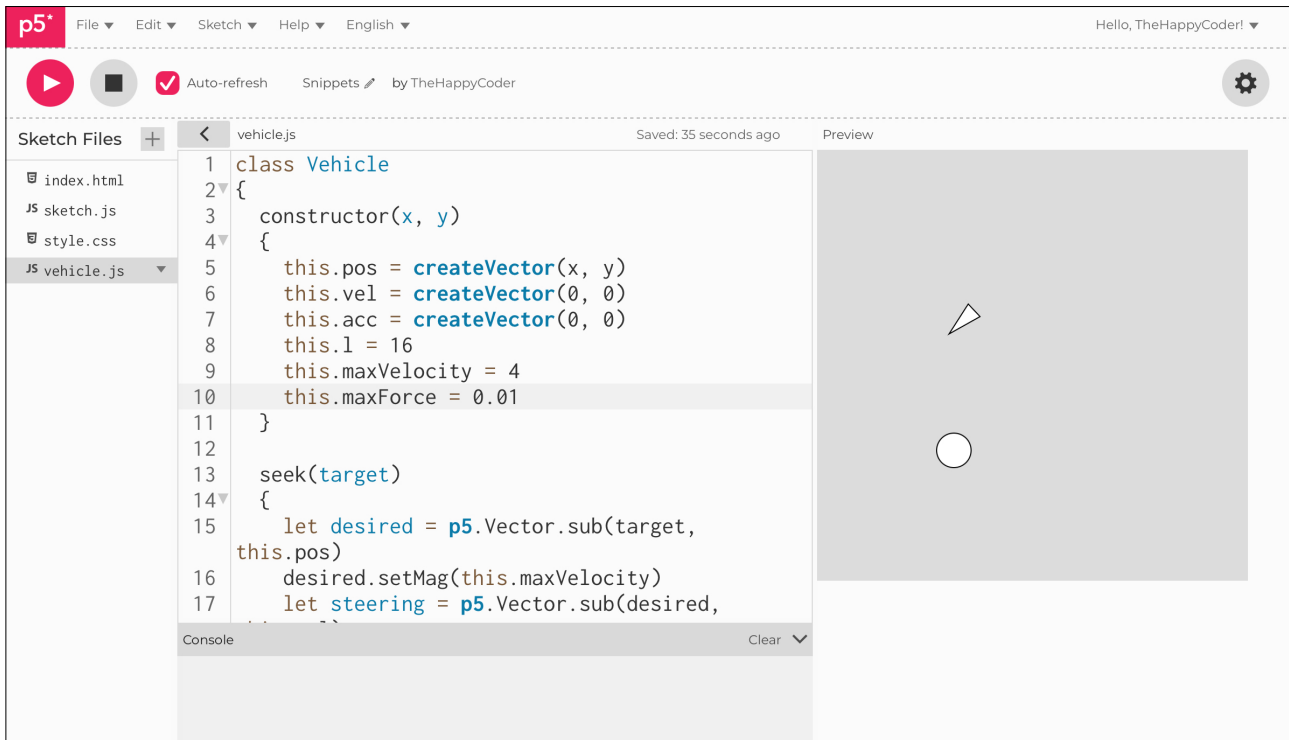 p5* File Edit Sketch Help English Hello, TheHappyCoder!
Auto-refresh Snippets by TheHappyCoder
Sketch Files +
index.html
JS sketch.js
style.css
JS vehicle.js
vehicle.js Saved: 35 seconds ago Preview
1 class Vehicle
2 {
3 constructor(x, y)
4 {
5 this.pos = createVector(x, y)
6 this.vel = createVector(0, 0)
7 this.acc = createVector(0, 0)
8 this.l = 16
9 this.maxVelocity = 4
10 this.maxForce = 0.01
11 }
12
13 seek(target)
14 {
15 let desired = p5.Vector.sub(target,
this.pos)
16 desired.setMag(this.maxVelocity)
17 let steering = p5.Vector.sub(desired,
Console Clear